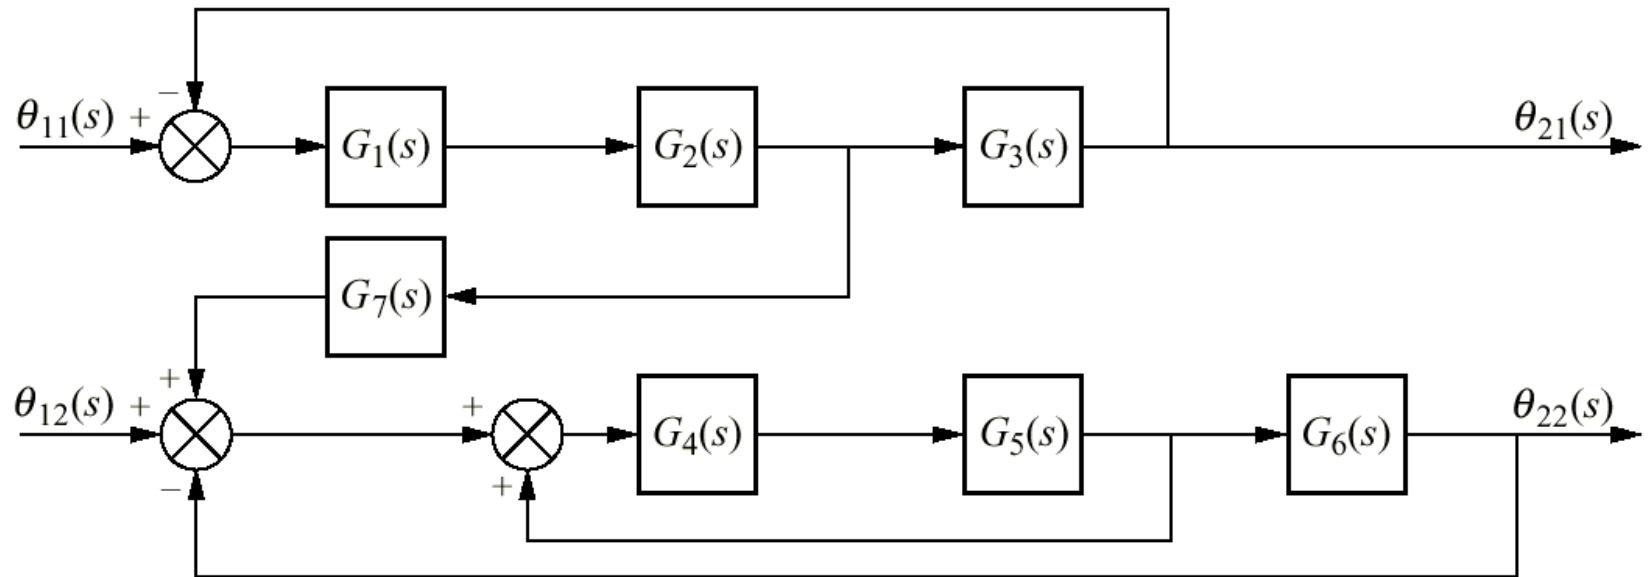 −
θ₁₁(s) + G₁(s) G₂(s) G₃(s) θ₂₁(s)
G₇(s)
+
θ₁₂(s) + + G₄(s) G₅(s) G₆(s) θ₂₂(s)
− +